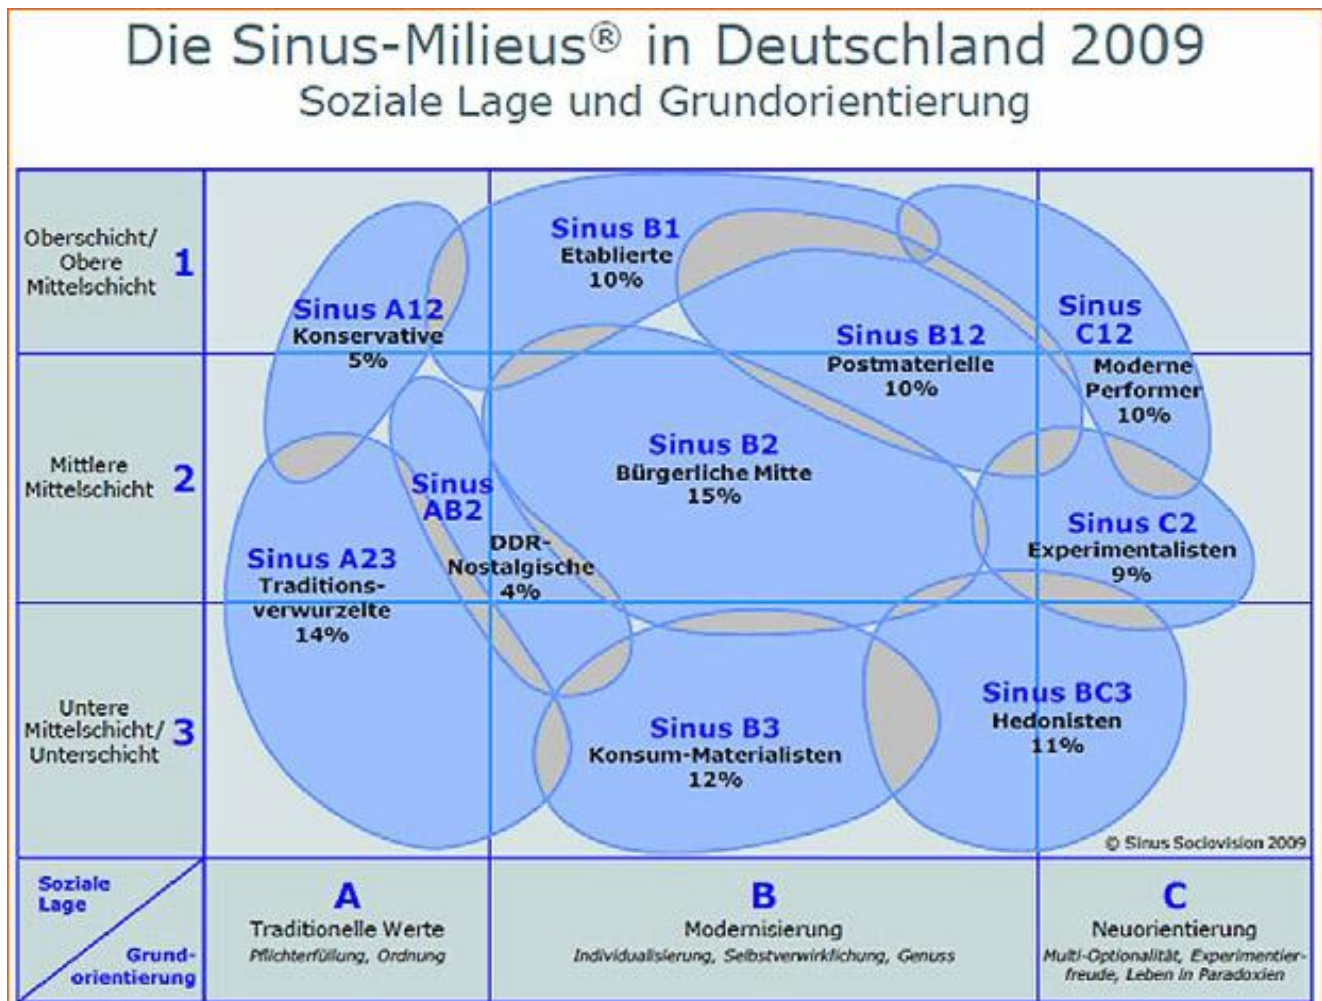 Die Sinus-Milieus® in Deutschland 2009
Soziale Lage und Grundorientierung
Oberschicht/
Obere
Mittelschicht
1
Mittlere
Mittelschicht
2
Untere
Mittelschicht/
Unterschicht
3
Sinus B1
Etablierte
10%
Sinus A12
Konservative
5%
Sinus B12
Postmaterielle
10%
Sinus
C12
Moderne
Performer
10%
Sinus B2
Bürgerliche Mitte
15%
Sinus
AB2
DDR-
Nostalgische
4%
Sinus A23
Traditions-
verwurzelte
14%
Sinus C2
Experimentalisten
9%
Sinus B3
Konsum-Materialisten
12%
Sinus BC3
Hedonisten
11%
© Sinus Sociovision 2009
Soziale
Lage
Grund-
orientierung
A
Traditionelle Werte
Pflichterfüllung, Ordnung
B
Modernisierung
Individualisierung, Selbstverwirklichung, Genuss
C
Neuorientierung
Multi-Optionalität, Experimentier-
freude, Leben in Paradoxien